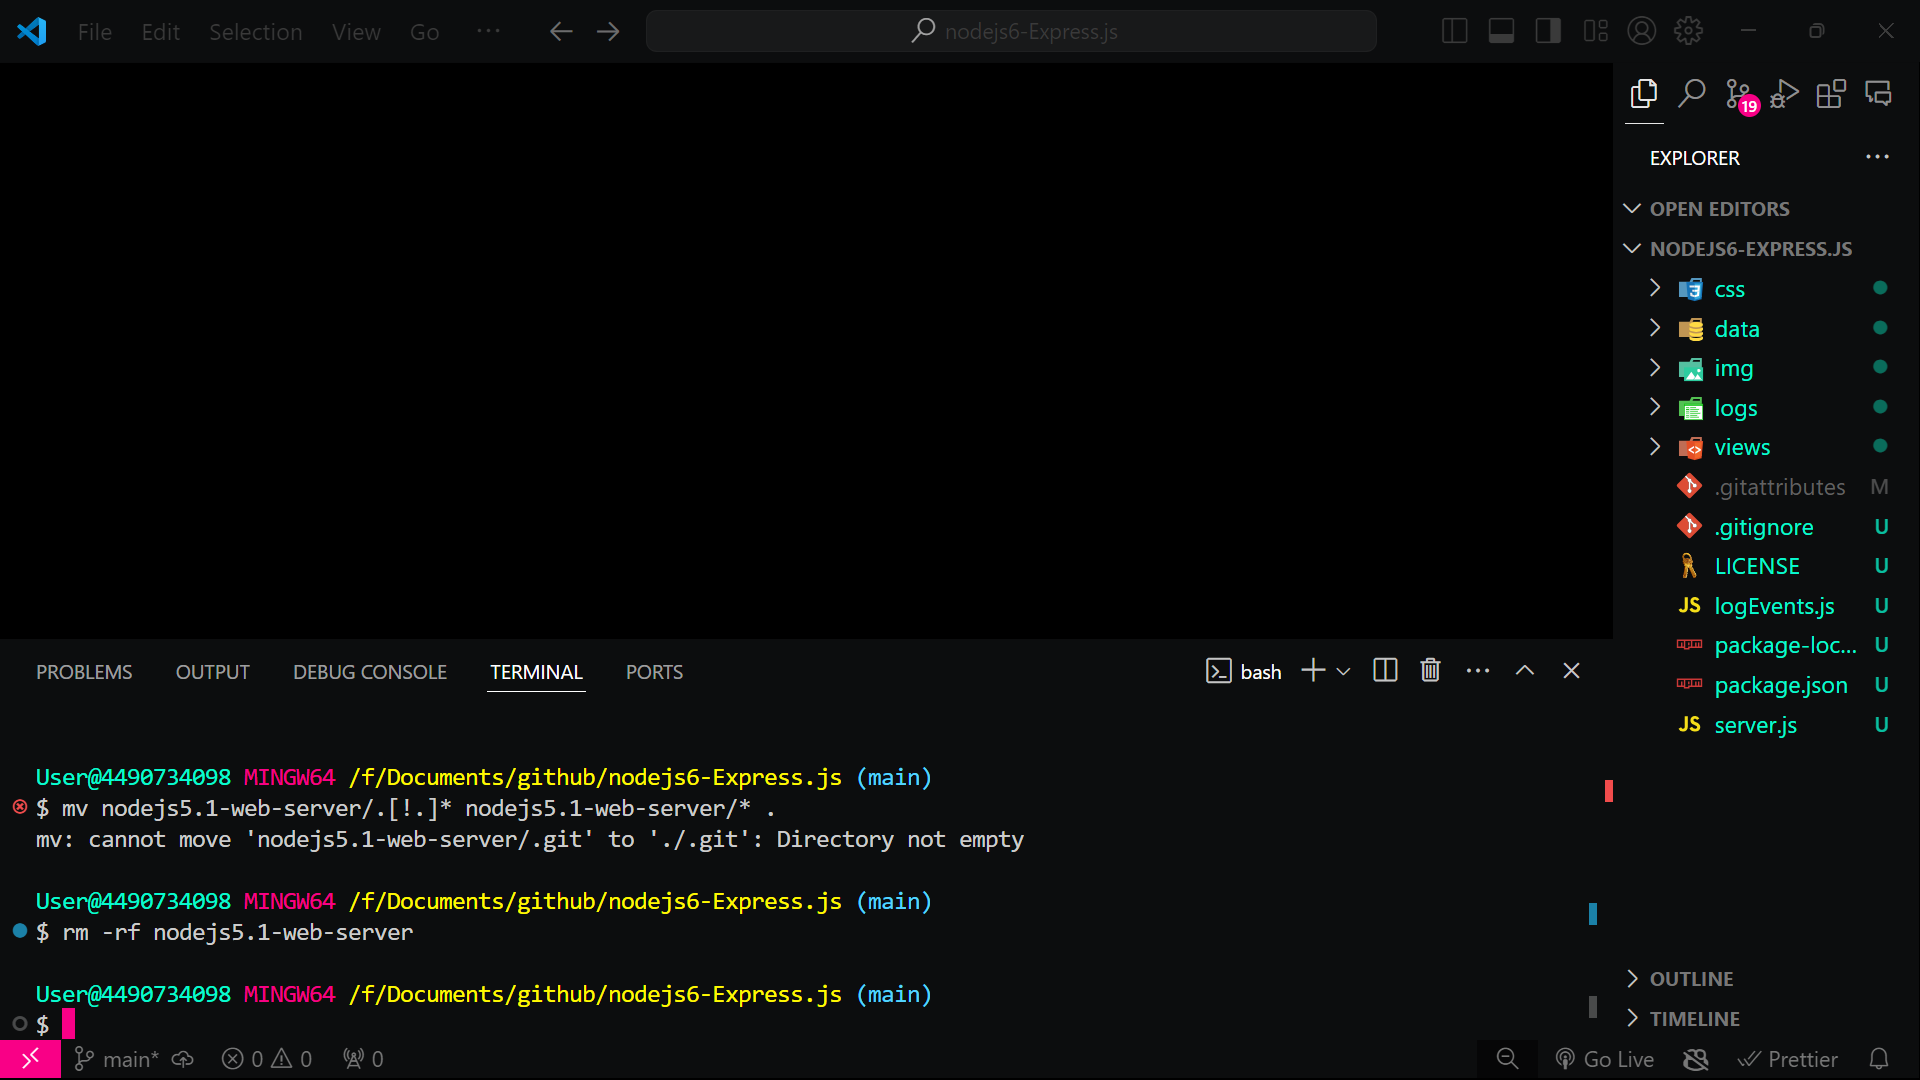 File Edit Selection View Go ··· nodejs6-Express.js
19
EXPLORER
OPEN EDITORS
NODEJS6-EXPRESS.JS
css
data
img
logs
views
.gitattributes M
.gitignore U
LICENSE U
JS logEvents.js U
package-loc... U
package.json U
JS server.js U
OUTLINE
TIMELINE
PROBLEMS OUTPUT DEBUG CONSOLE TERMINAL PORTS bash
User@4490734098 MINGW64 /f/Documents/github/nodejs6-Express.js (main)
$ mv nodejs5.1-web-server/.[!.]* nodejs5.1-web-server/* .
mv: cannot move 'nodejs5.1-web-server/.git' to './.git': Directory not empty
User@4490734098 MINGW64 /f/Documents/github/nodejs6-Express.js (main)
$ rm -rf nodejs5.1-web-server
User@4490734098 MINGW64 /f/Documents/github/nodejs6-Express.js (main)
$
main* 0 0 0 Go Live Prettier